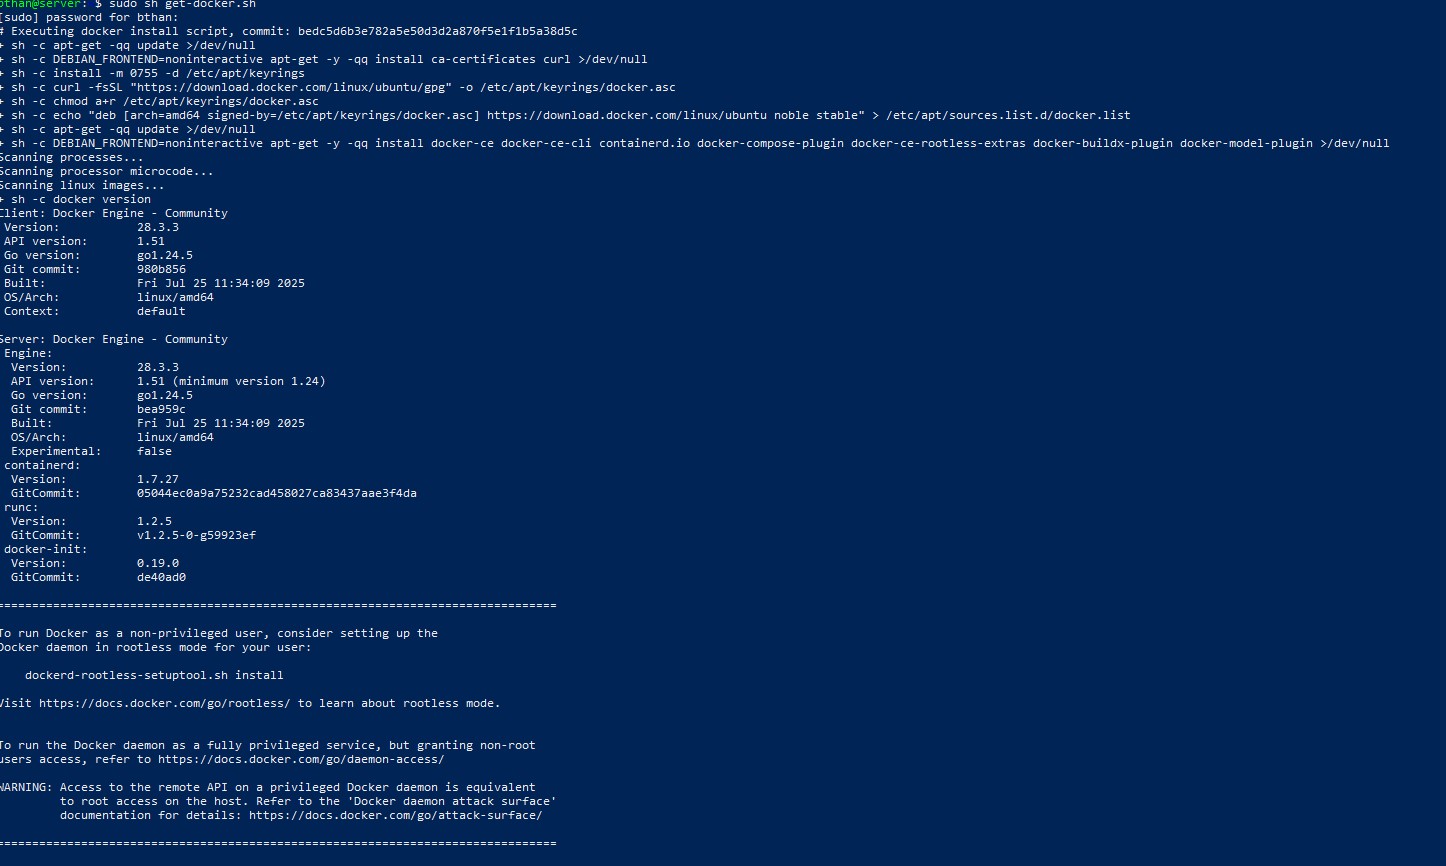 bthan@server: $ sudo sh get-docker.sh
[sudo] password for bthan:
# Executing docker install script, commit: bedc5d6b3e782a5e50d3d2a870f5e1f1b5a38d5c
+ sh -c apt-get -qq update >/dev/null
+ sh -c DEBIAN_FRONTEND=noninteractive apt-get -y -qq install ca-certificates curl >/dev/null
+ sh -c install -m 0755 -d /etc/apt/keyrings
+ sh -c curl -fsSL "https://download.docker.com/linux/ubuntu/gpg" -o /etc/apt/keyrings/docker.asc
+ sh -c chmod a+r /etc/apt/keyrings/docker.asc
+ sh -c echo "deb [arch=amd64 signed-by=/etc/apt/keyrings/docker.asc] https://download.docker.com/linux/ubuntu noble stable" > /etc/apt/sources.list.d/docker.list
+ sh -c apt-get -qq update >/dev/null
+ sh -c DEBIAN_FRONTEND=noninteractive apt-get -y -qq install docker-ce docker-ce-cli containerd.io docker-compose-plugin docker-ce-rootless-extras docker-buildx-plugin docker-model-plugin >/dev/null
Scanning processes...
Scanning processor microcode...
Scanning linux images...
+ sh -c docker version
Client: Docker Engine - Community
 Version:           28.3.3
 API version:       1.51
 Go version:        go1.24.5
 Git commit:        980b856
 Built:             Fri Jul 25 11:34:09 2025
 OS/Arch:           linux/amd64
 Context:           default

Server: Docker Engine - Community
 Engine:
  Version:          28.3.3
  API version:      1.51 (minimum version 1.24)
  Go version:       go1.24.5
  Git commit:       bea959c
  Built:            Fri Jul 25 11:34:09 2025
  OS/Arch:          linux/amd64
  Experimental:     false
 containerd:
  Version:          1.7.27
  GitCommit:        05044ec0a9a75232cad458027ca83437aae3f4da
 runc:
  Version:          1.2.5
  GitCommit:        v1.2.5-0-g59923ef
 docker-init:
  Version:          0.19.0
  GitCommit:        de40ad0

================================================================================

To run Docker as a non-privileged user, consider setting up the
Docker daemon in rootless mode for your user:

    dockerd-rootless-setuptool.sh install

Visit https://docs.docker.com/go/rootless/ to learn about rootless mode.


To run the Docker daemon as a fully privileged service, but granting non-root
users access, refer to https://docs.docker.com/go/daemon-access/

WARNING: Access to the remote API on a privileged Docker daemon is equivalent
         to root access on the host. Refer to the 'Docker daemon attack surface'
         documentation for details: https://docs.docker.com/go/attack-surface/

================================================================================